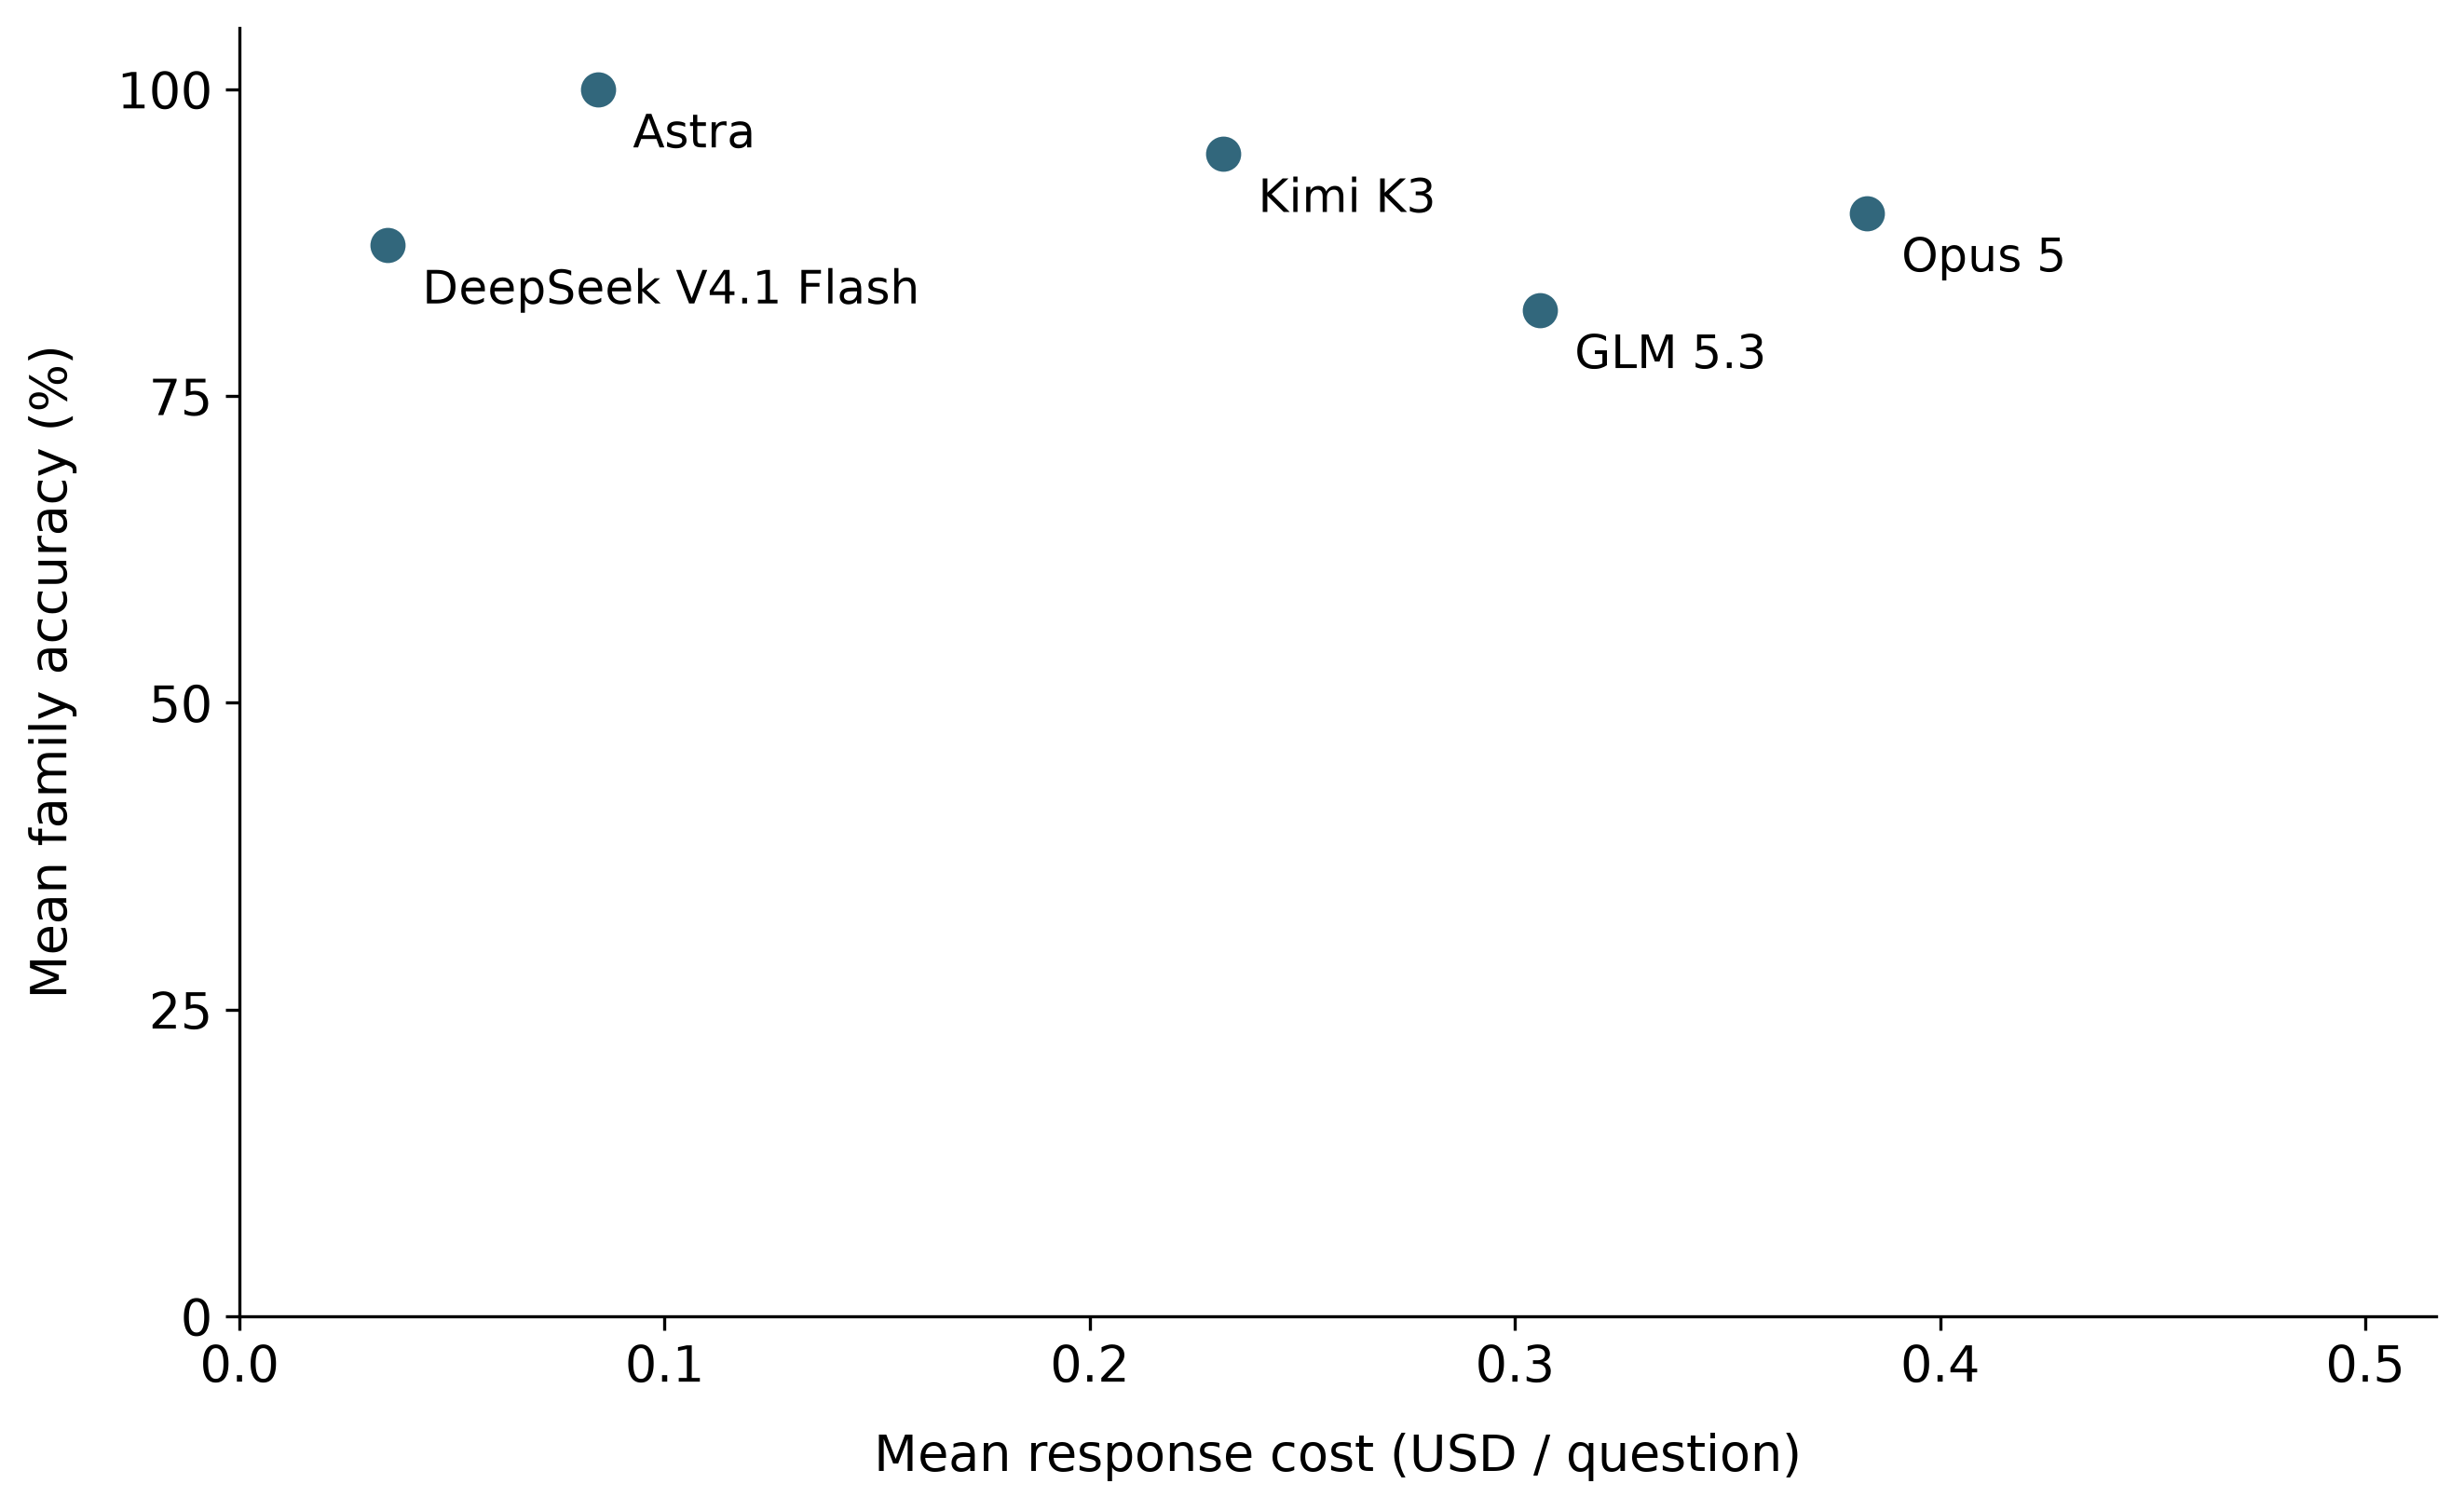 Mean family accuracy (%)
100
75
50
25
0
Astra
Kimi K3
Opus 5
DeepSeek V4.1 Flash
GLM 5.3
0.0 0.1 0.2 0.3 0.4 0.5
Mean response cost (USD / question)